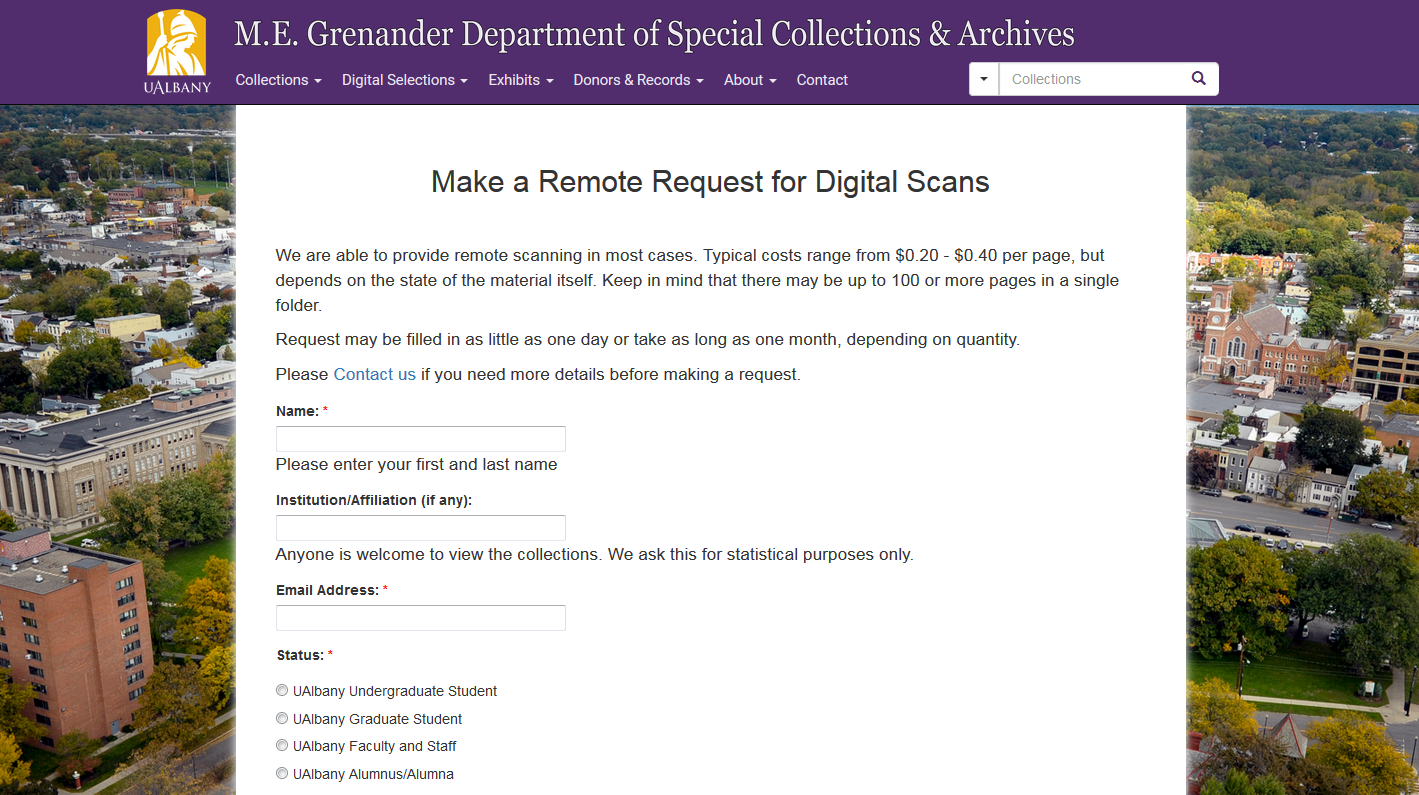 M.E. Grenander Department of Special Collections & Archives
UALBANY
Collections Digital Selections Exhibits Donors & Records About Contact
Collections
Make a Remote Request for Digital Scans
We are able to provide remote scanning in most cases. Typical costs range from $0.20 - $0.40 per page, but
depends on the state of the material itself. Keep in mind that there may be up to 100 or more pages in a single
folder.
Request may be filled in as little as one day or take as long as one month, depending on quantity.
Please Contact us if you need more details before making a request.
Name: *
Please enter your first and last name
Institution/Affiliation (if any):
Anyone is welcome to view the collections. We ask this for statistical purposes only.
Email Address: *
Status: *
UAlbany Undergraduate Student
UAlbany Graduate Student
UAlbany Faculty and Staff
UAlbany Alumnus/Alumna